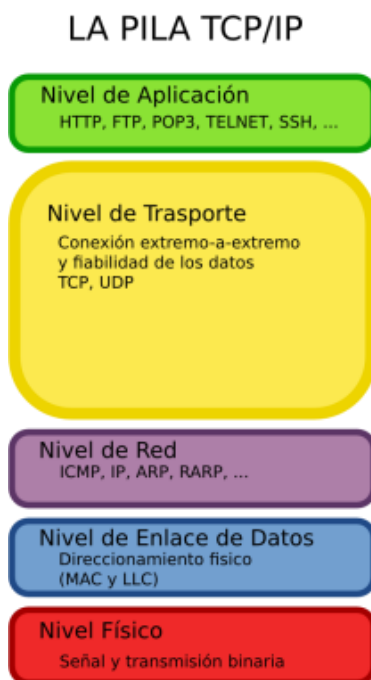 LA PILA TCP/IP
Nivel de Aplicación
HTTP, FTP, POP3, TELNET, SSH, ...
Nivel de Trasporte
Conexión extremo-a-extremo
y fiabilidad de los datos
TCP, UDP
Nivel de Red
ICMP, IP, ARP, RARP, ...
Nivel de Enlace de Datos
Direccionamiento fisico
(MAC y LLC)
Nivel Físico
Señal y transmisión binaria